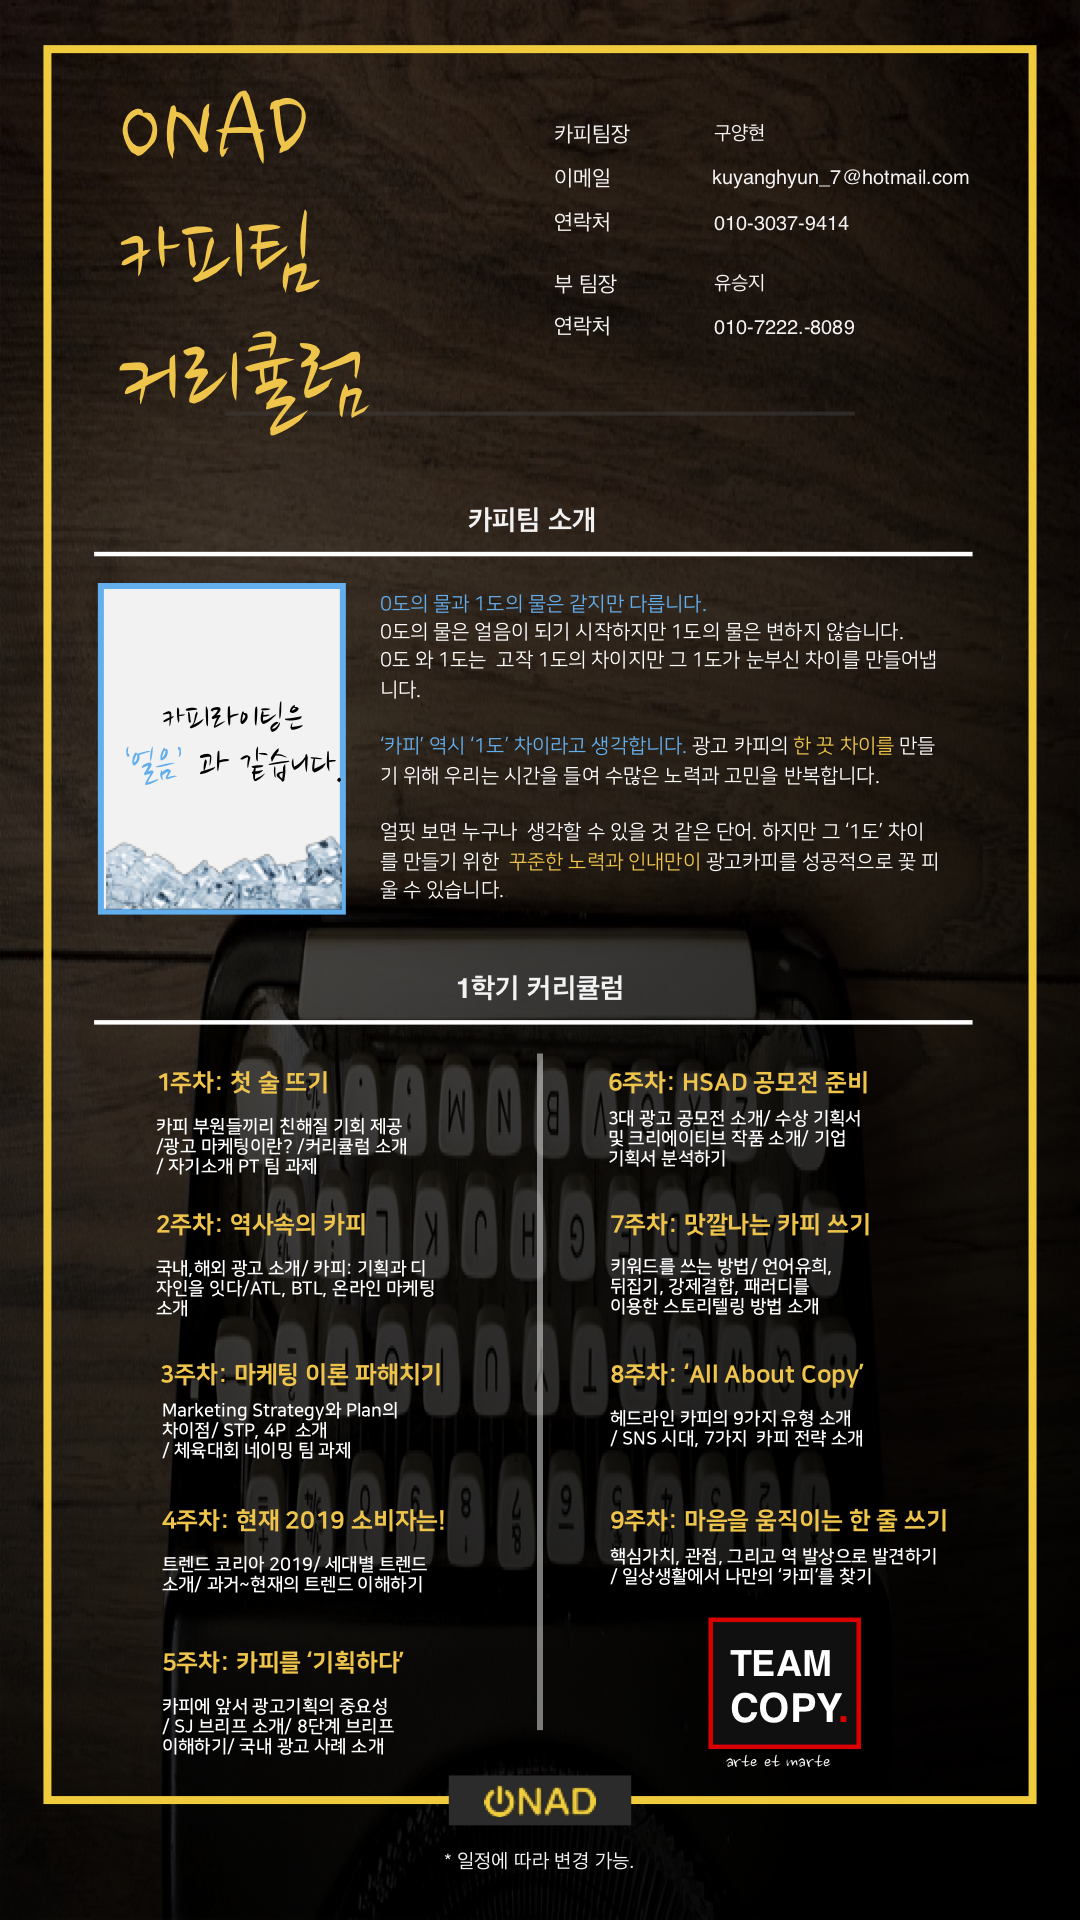 ONAD
카피팀
커리큘럼
카피팀장 구양현
이메일 kuyanghyun_7@hotmail.com
연락처 010-3037-9414
부 팀장 유승지
연락처 010-7222.-8089
카피팀 소개
카피라이팅은
‘얼음’ 과 같습니다.
0도의 물과 1도의 물은 같지만 다릅니다.
0도의 물은 얼음이 되기 시작하지만 1도의 물은 변하지 않습니다.
0도 와 1도는 고작 1도의 차이지만 그 1도가 눈부신 차이를 만들어냅
니다.
‘카피’ 역시 ‘1도’ 차이라고 생각합니다. 광고 카피의 한 끗 차이를 만들
기 위해 우리는 시간을 들여 수많은 노력과 고민을 반복합니다.
얼핏 보면 누구나 생각할 수 있을 것 같은 단어. 하지만 그 ‘1도’ 차이
를 만들기 위한 꾸준한 노력과 인내만이 광고카피를 성공적으로 꽃 피
울 수 있습니다.
1학기 커리큘럼
1주차: 첫 술 뜨기
카피 부원들끼리 친해질 기회 제공
/광고 마케팅이란? /커리큘럼 소개
/ 자기소개 PT 팀 과제
2주차: 역사속의 카피
국내,해외 광고 소개/ 카피: 기획과 디
자인을 잇다/ATL, BTL, 온라인 마케팅
소개
3주차: 마케팅 이론 파해치기
Marketing Strategy와 Plan의
차이점/ STP, 4P 소개
/ 체육대회 네이밍 팀 과제
4주차: 현재 2019 소비자는!
트렌드 코리아 2019/ 세대별 트렌드
소개/ 과거~현재의 트렌드 이해하기
5주차: 카피를 ‘기획하다’
카피에 앞서 광고기획의 중요성
/ SJ 브리프 소개/ 8단계 브리프
이해하기/ 국내 광고 사례 소개
6주차: HSAD 공모전 준비
3대 광고 공모전 소개/ 수상 기획서
및 크리에이티브 작품 소개/ 기업
기획서 분석하기
7주차: 맛깔나는 카피 쓰기
키워드를 쓰는 방법/ 언어유희,
뒤집기, 강제결합, 패러디를
이용한 스토리텔링 방법 소개
8주차: ‘All About Copy’
헤드라인 카피의 9가지 유형 소개
/ SNS 시대, 7가지 카피 전략 소개
9주차: 마음을 움직이는 한 줄 쓰기
핵심가치, 관점, 그리고 역 발상으로 발견하기
/ 일상생활에서 나만의 ‘카피’를 찾기
TEAM
COPY.
arte et marte
ONAD
* 일정에 따라 변경 가능.